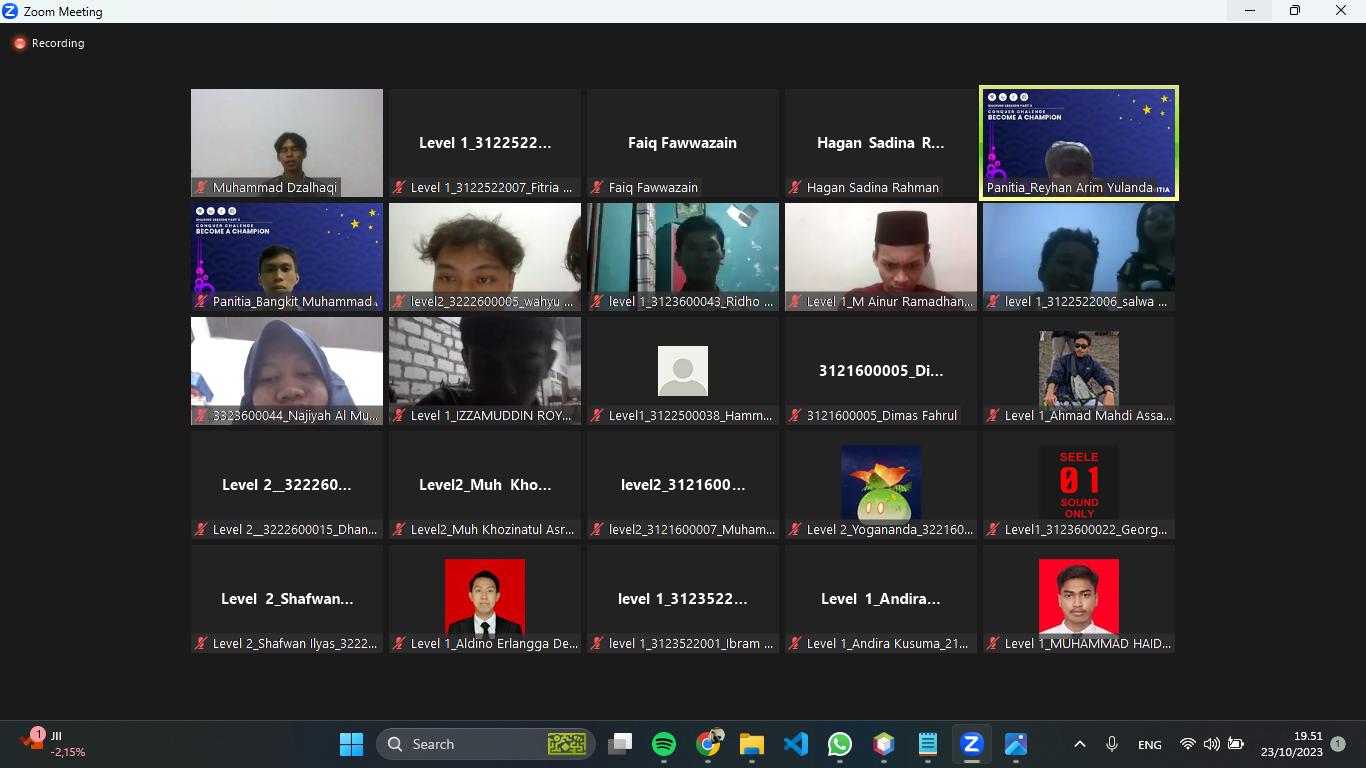 Zoom Meeting
Recording
Muhammad Dzalhaqi
Level 1_3122522...
Level 1_3122522007_Fitria ...
Faiq Fawwazain
Faiq Fawwazain
Hagan Sadina R...
Hagan Sadina Rahman
SHARING SESSION PART 3
CONQUER CHALENGE
BECOME A CHAMPION
Panitia_Reyhan Arim Yulanda
ITIA
SHARING SESSION PART 3
CONQUER CHALENGE
BECOME A CHAMPION
Panitia_Bangkit Muhammad
level2_3222600005_wahyu ...
level 1_3123600043_Ridho ...
Level 1_M Ainur Ramadhan...
level 1_3122522006_salwa ...
3323600044_Najiyah Al Mu...
Level 1_IZZAMUDDIN ROY...
Level1_3122500038_Hamm...
3121600005_Di...
3121600005_Dimas Fahrul
Level 1_Ahmad Mahdi Assa...
Level 2__322260...
Level 2__3222600015_Dhan...
Level2_Muh Kho...
Level2_Muh Khozinatul Asr...
level2_3121600...
level2_3121600007_Muham...
Level 2_Yogananda_322160...
SEELE
01
SOUND
ONLY
Level1_3123600022_Georg...
Level 2_Shafwan...
Level 2_Shafwan Ilyas_3222...
Level 1_Aldino Erlangga De...
level 1_3123522...
level 1_3123522001_Ibram ...
Level 1_Andira...
Level 1_Andira Kusuma_21...
Level 1_MUHAMMAD HAID...
1
JII
-2,15%
Search
ENG
19.51
23/10/2023
1